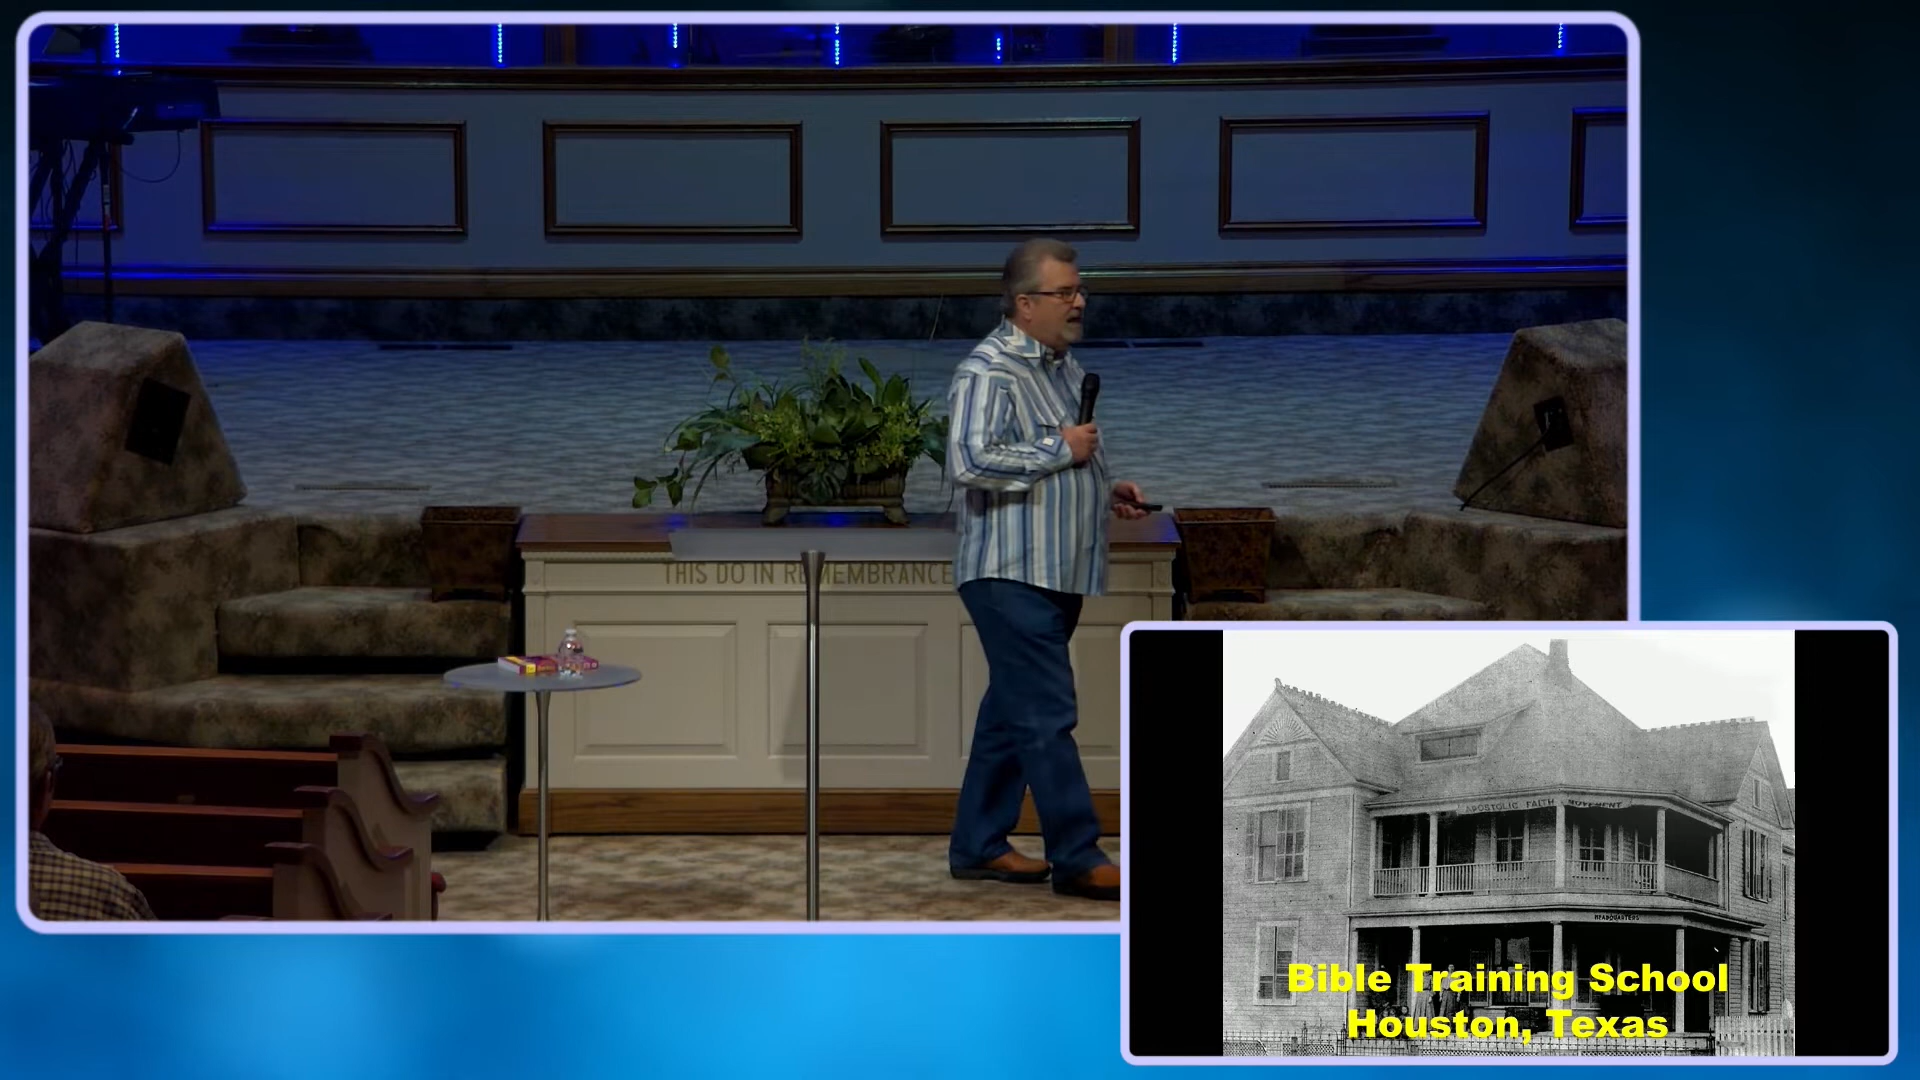 THIS DO IN REMEMBRANCE
APOSTOLIC FAITH MOVEMENT
HEADQUARTERS
Bible Training School
Houston, Texas